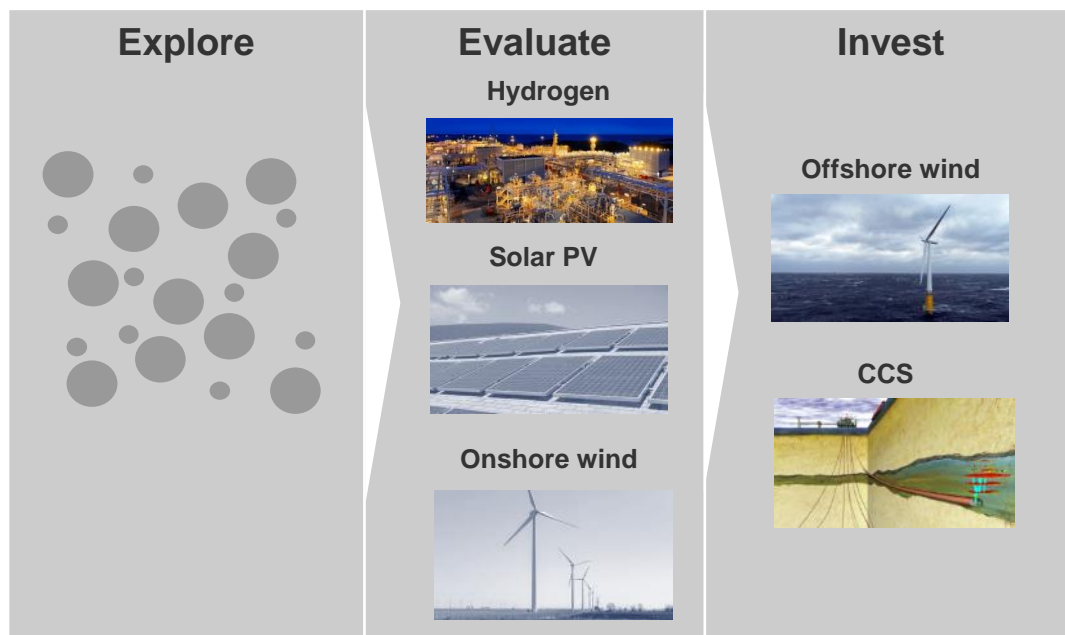 Explore
Evaluate
Hydrogen
Solar PV
Onshore wind
Invest
Offshore wind
CCS